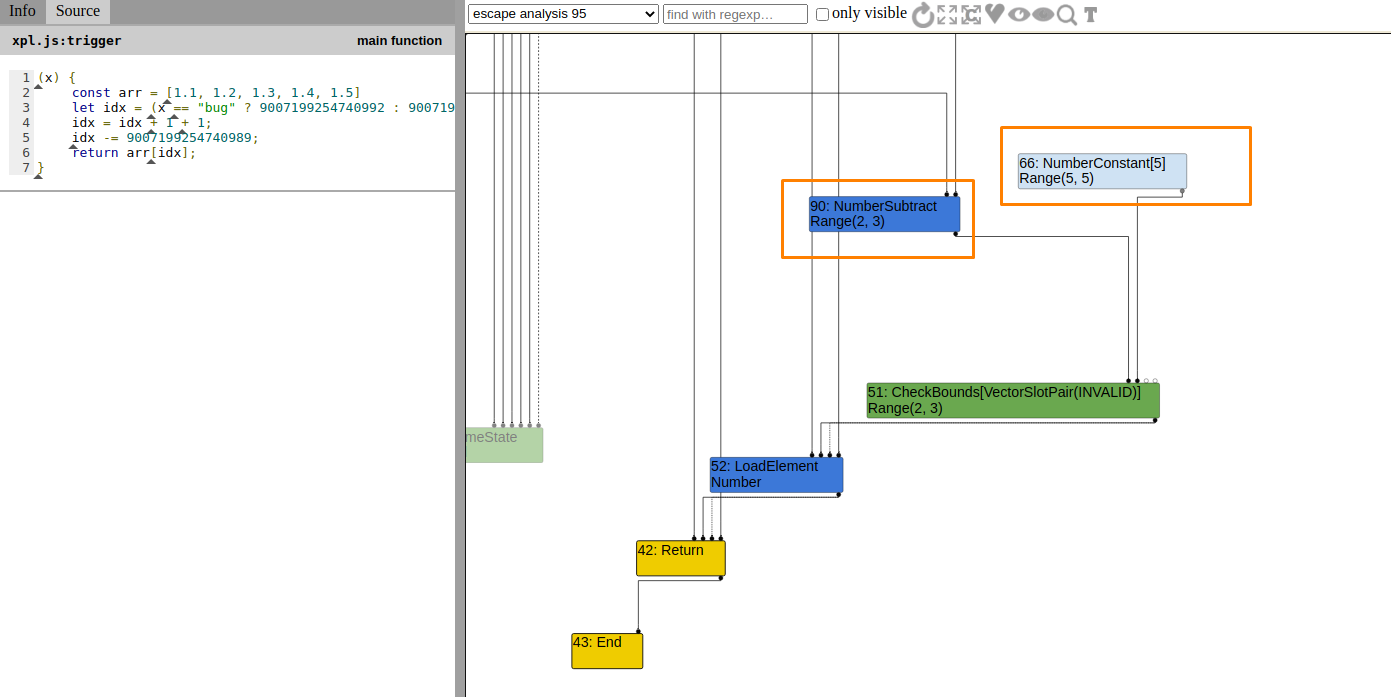 Info Source
escape analysis 95 find with regexp… only visible T
xpl.js:trigger main function
1 (x) {
2 const arr = [1.1, 1.2, 1.3, 1.4, 1.5]
3 let idx = (x == "bug" ? 9007199254740992 : 900719
4 idx = idx + 1 + 1;
5 idx -= 9007199254740989;
6 return arr[idx];
7 }
66: NumberConstant[5]
Range(5, 5)
90: NumberSubtract
Range(2, 3)
51: CheckBounds[VectorSlotPair(INVALID)]
Range(2, 3)
meState
52: LoadElement
Number
42: Return
43: End